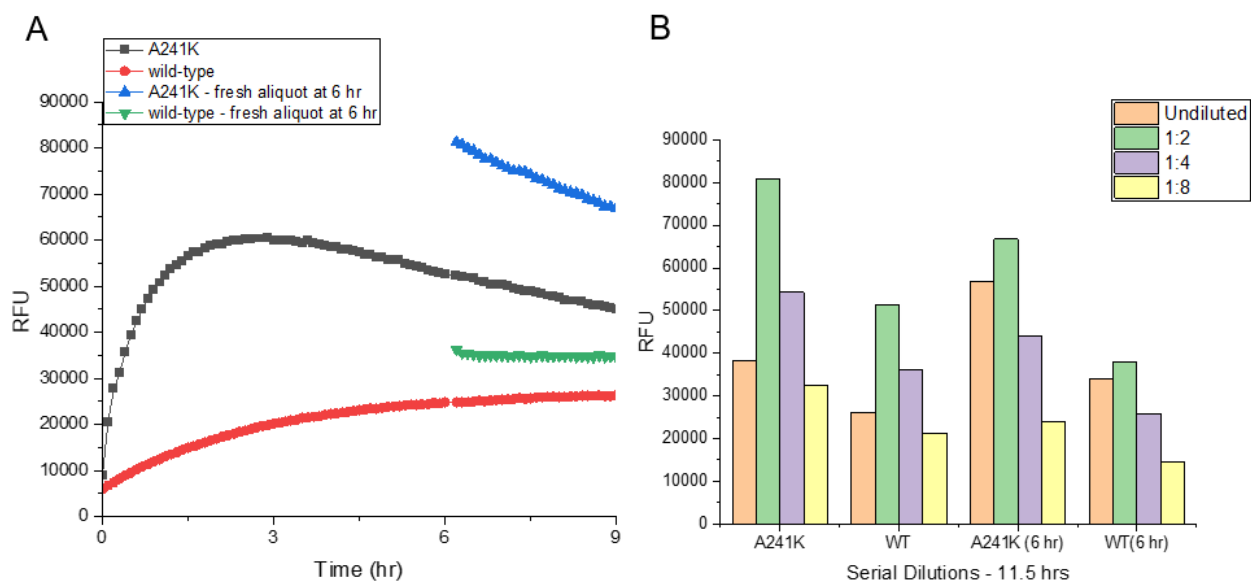 A
A241K
wild-type
A241K - fresh aliquot at 6 hr
wild-type - fresh aliquot at 6 hr
90000
80000
70000
60000
50000
40000
30000
20000
10000
0
RFU
0 3 6 9
Time (hr)
B
Undiluted
1:2
1:4
1:8
90000
80000
70000
60000
50000
40000
30000
20000
10000
0
RFU
A241K WT A241K (6 hr) WT(6 hr)
Serial Dilutions - 11.5 hrs